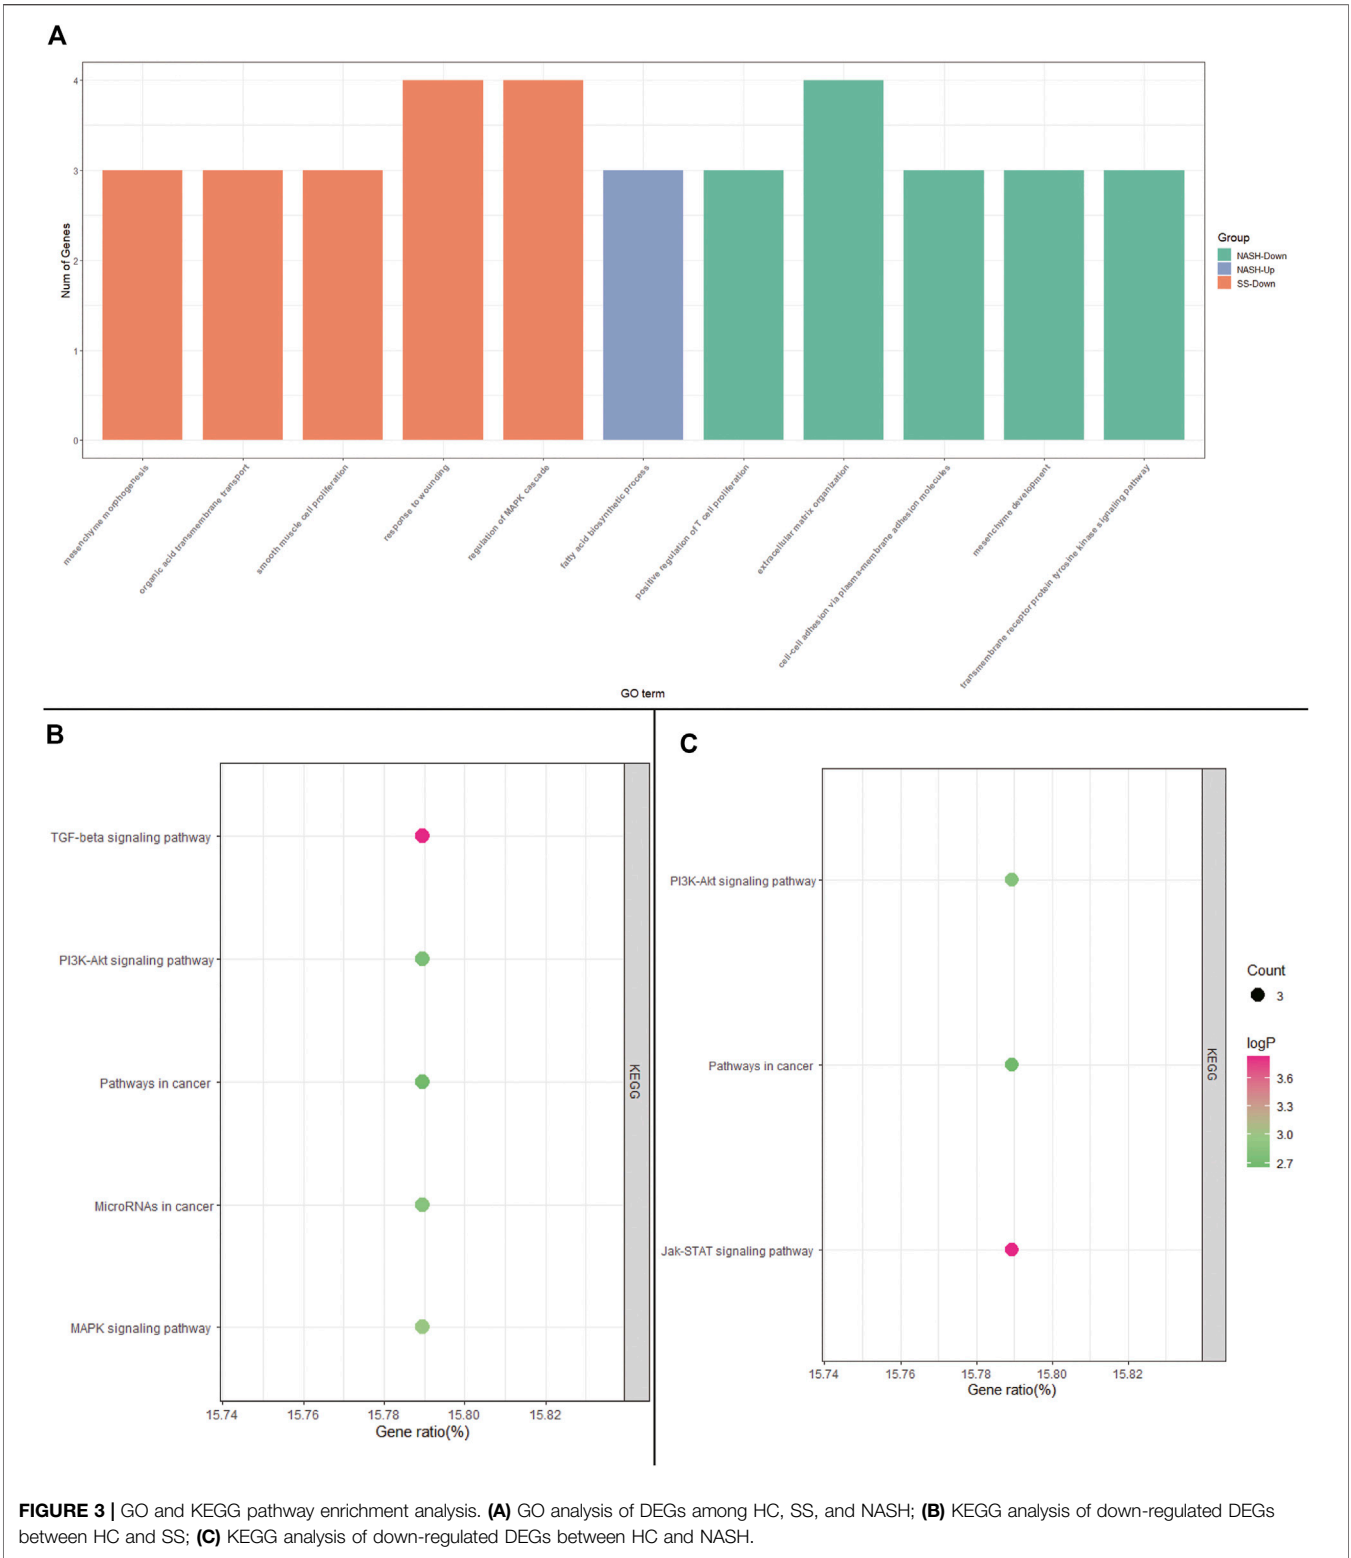 A
4
3
2
1
0
Num of Genes
mesenchyme morphogenesis
organic acid transmembrane transport
smooth muscle cell proliferation
response to wounding
regulation of MAPK cascade
fatty acid biosynthetic process
positive regulation of T cell proliferation
extracellular matrix organization
cell-cell adhesion via plasma-membrane adhesion molecules
mesenchyme development
transmembrane receptor protein tyrosine kinase signaling pathway
GO term
Group
NASH-Down
NASH-Up
SS-Down
B
TGF-beta signaling pathway
PI3K-Akt signaling pathway
Pathways in cancer
MicroRNAs in cancer
MAPK signaling pathway
KEGG
15.74 15.76 15.78 15.80 15.82
Gene ratio(%)
C
PI3K-Akt signaling pathway
Pathways in cancer
Jak-STAT signaling pathway
KEGG
15.74 15.76 15.78 15.80 15.82
Gene ratio(%)
Count
3
logP
3.6
3.3
3.0
2.7
FIGURE 3 | GO and KEGG pathway enrichment analysis. (A) GO analysis of DEGs among HC, SS, and NASH; (B) KEGG analysis of down-regulated DEGs
between HC and SS; (C) KEGG analysis of down-regulated DEGs between HC and NASH.